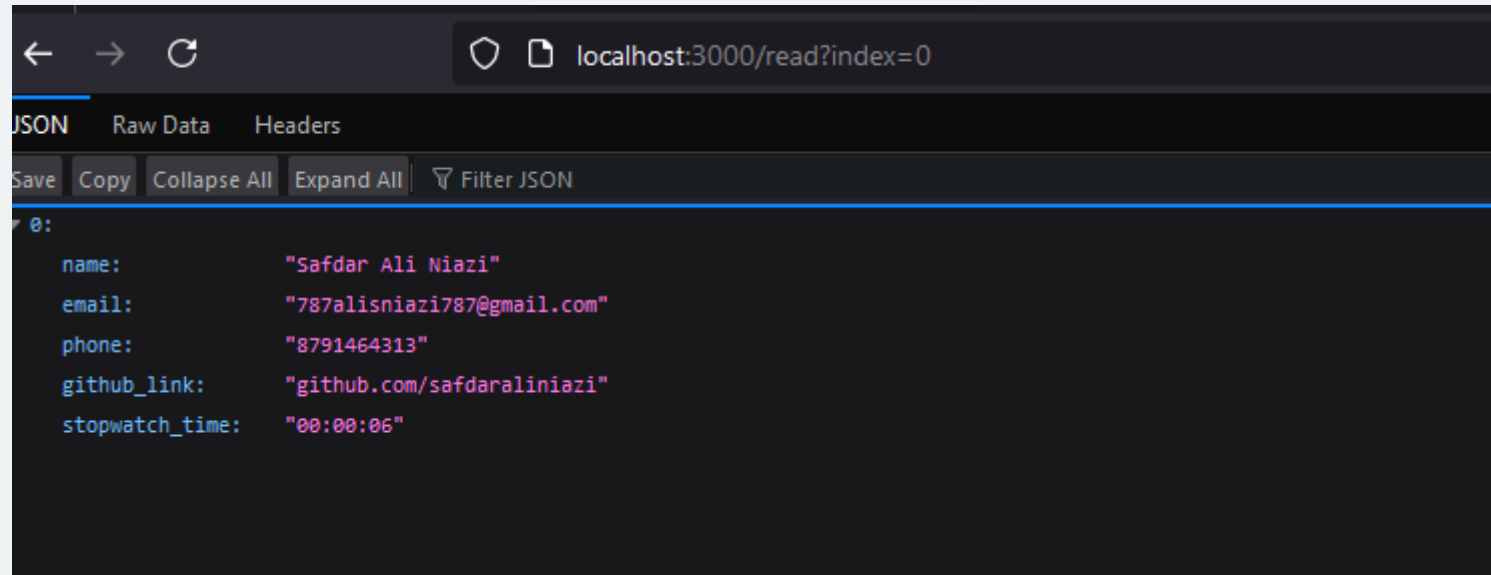 localhost:3000/read?index=0
JSON Raw Data Headers
Save Copy Collapse All Expand All Filter JSON
0:
name: "Safdar Ali Niazi"
email: "787alisniazi787@gmail.com"
phone: "8791464313"
github_link: "github.com/safdaraliniazi"
stopwatch_time: "00:00:06"